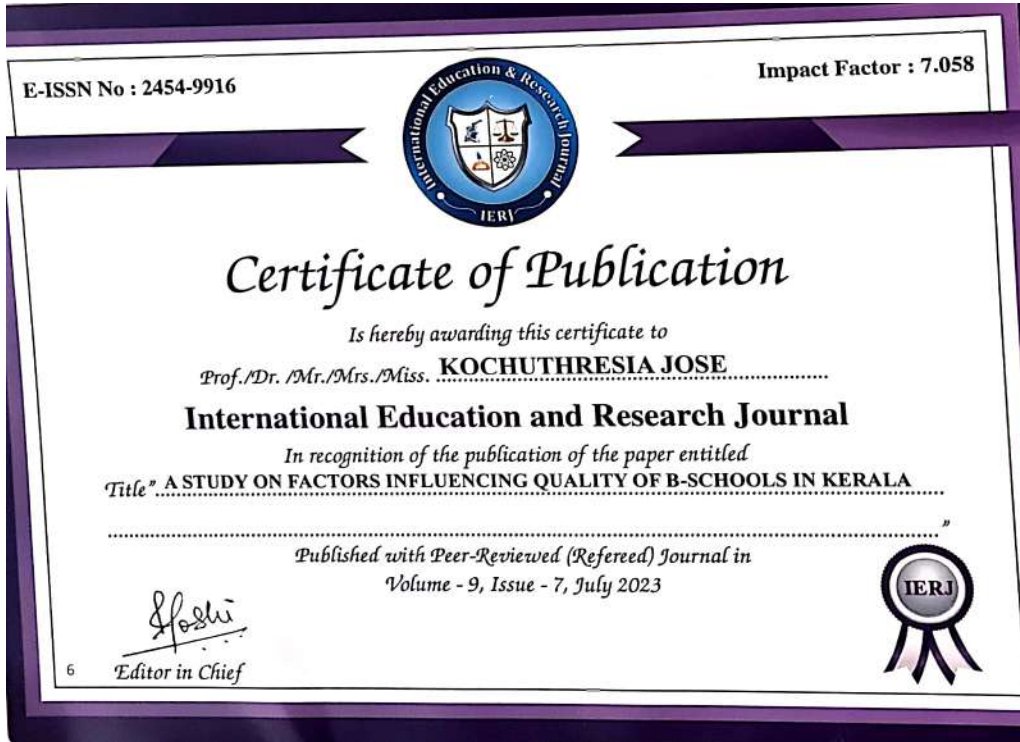 E-ISSN No : 2454-9916
Impact Factor : 7.058
International Education & Research Journal
IERJ
Certificate of Publication
Is hereby awarding this certificate to
Prof./Dr. /Mr./Mrs./Miss. KOCHUTHRESIA JOSE
International Education and Research Journal
In recognition of the publication of the paper entitled
Title" A STUDY ON FACTORS INFLUENCING QUALITY OF B-SCHOOLS IN KERALA
"
Published with Peer-Reviewed (Refereed) Journal in
Volume - 9, Issue - 7, July 2023
IERJ
6
Editor in Chief